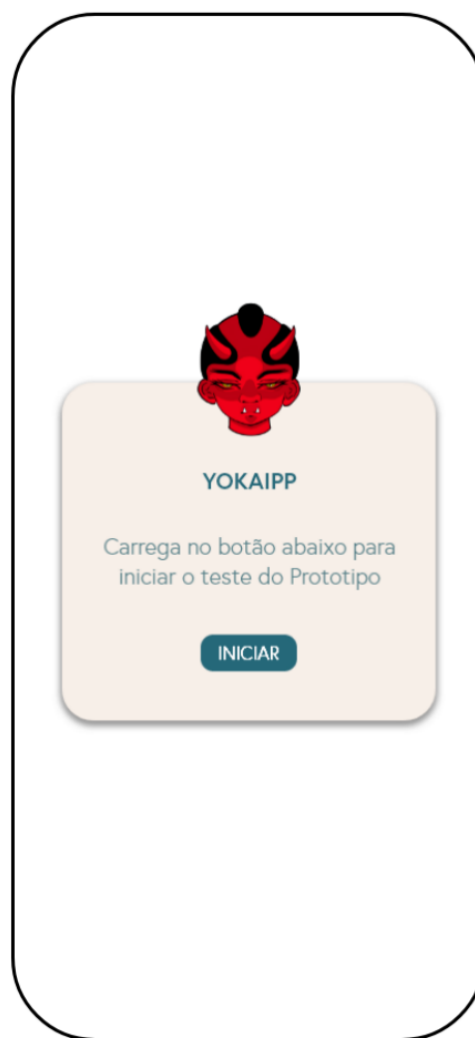 YOKAIPP
Carrega no botão abaixo para
iniciar o teste do Prototipo
INICIAR